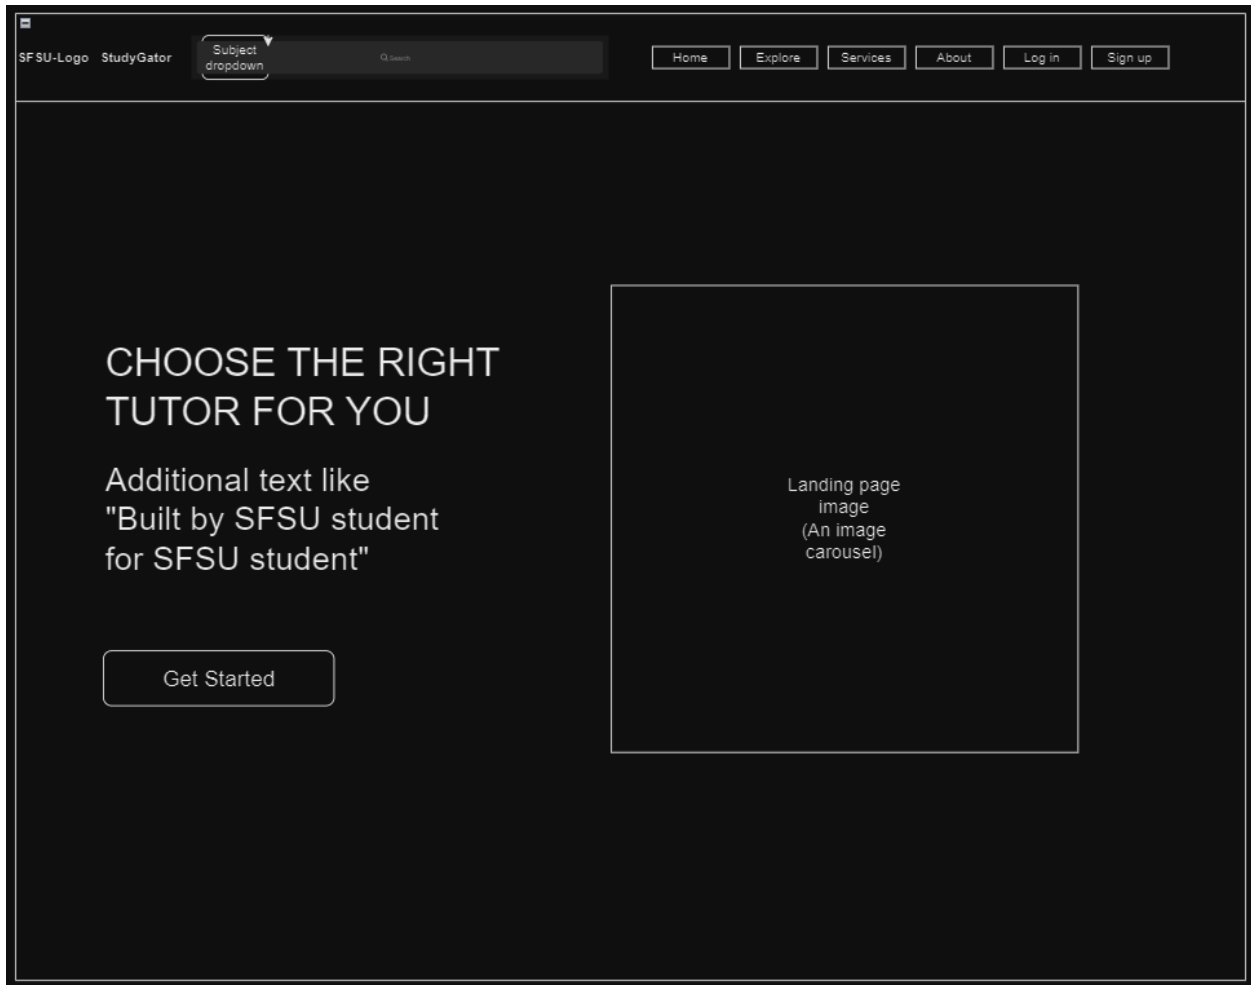 SFSU-Logo StudyGator
Subject
dropdown
Search
Home
Explore
Services
About
Log in
Sign up
CHOOSE THE RIGHT
TUTOR FOR YOU
Additional text like
"Built by SFSU student
for SFSU student"
Get Started
Landing page
image
(An image
carousel)